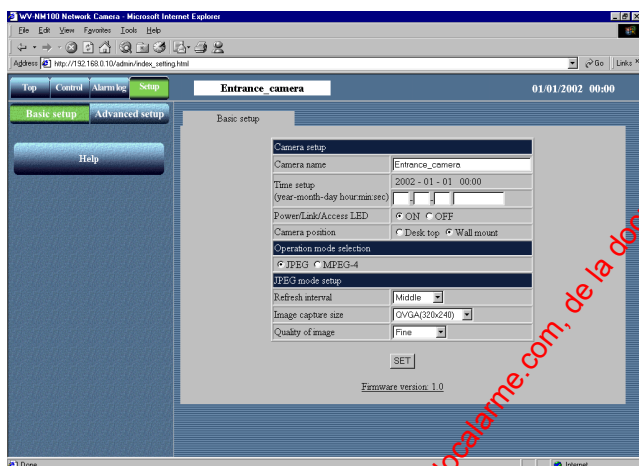 WV-NM100 Network Camera - Microsoft Internet Explorer
File Edit View Favorites Tools Help
Address http://192.168.0.10/admin/index_setting.html Go Links
Top Control Alarm log Setup Entrance_camera 01/01/2002 00:00
Basic setup Advanced setup
Help
Basic setup
Camera setup
Camera name Entrance_camera
Time setup
(year-month-day hour:min:sec)
2002 - 01 - 01 00:00
- -
Power/Link/Access LED ON OFF
Camera position Desk top Wall mount
Operation mode selection
JPEG MPEG-4
JPEG mode setup
Refresh interval Middle
Image capture size QVGA(320x240)
Quality of image Fine
SET
Firmware version: 1.0
Done Internet
localarme.com, de la doc